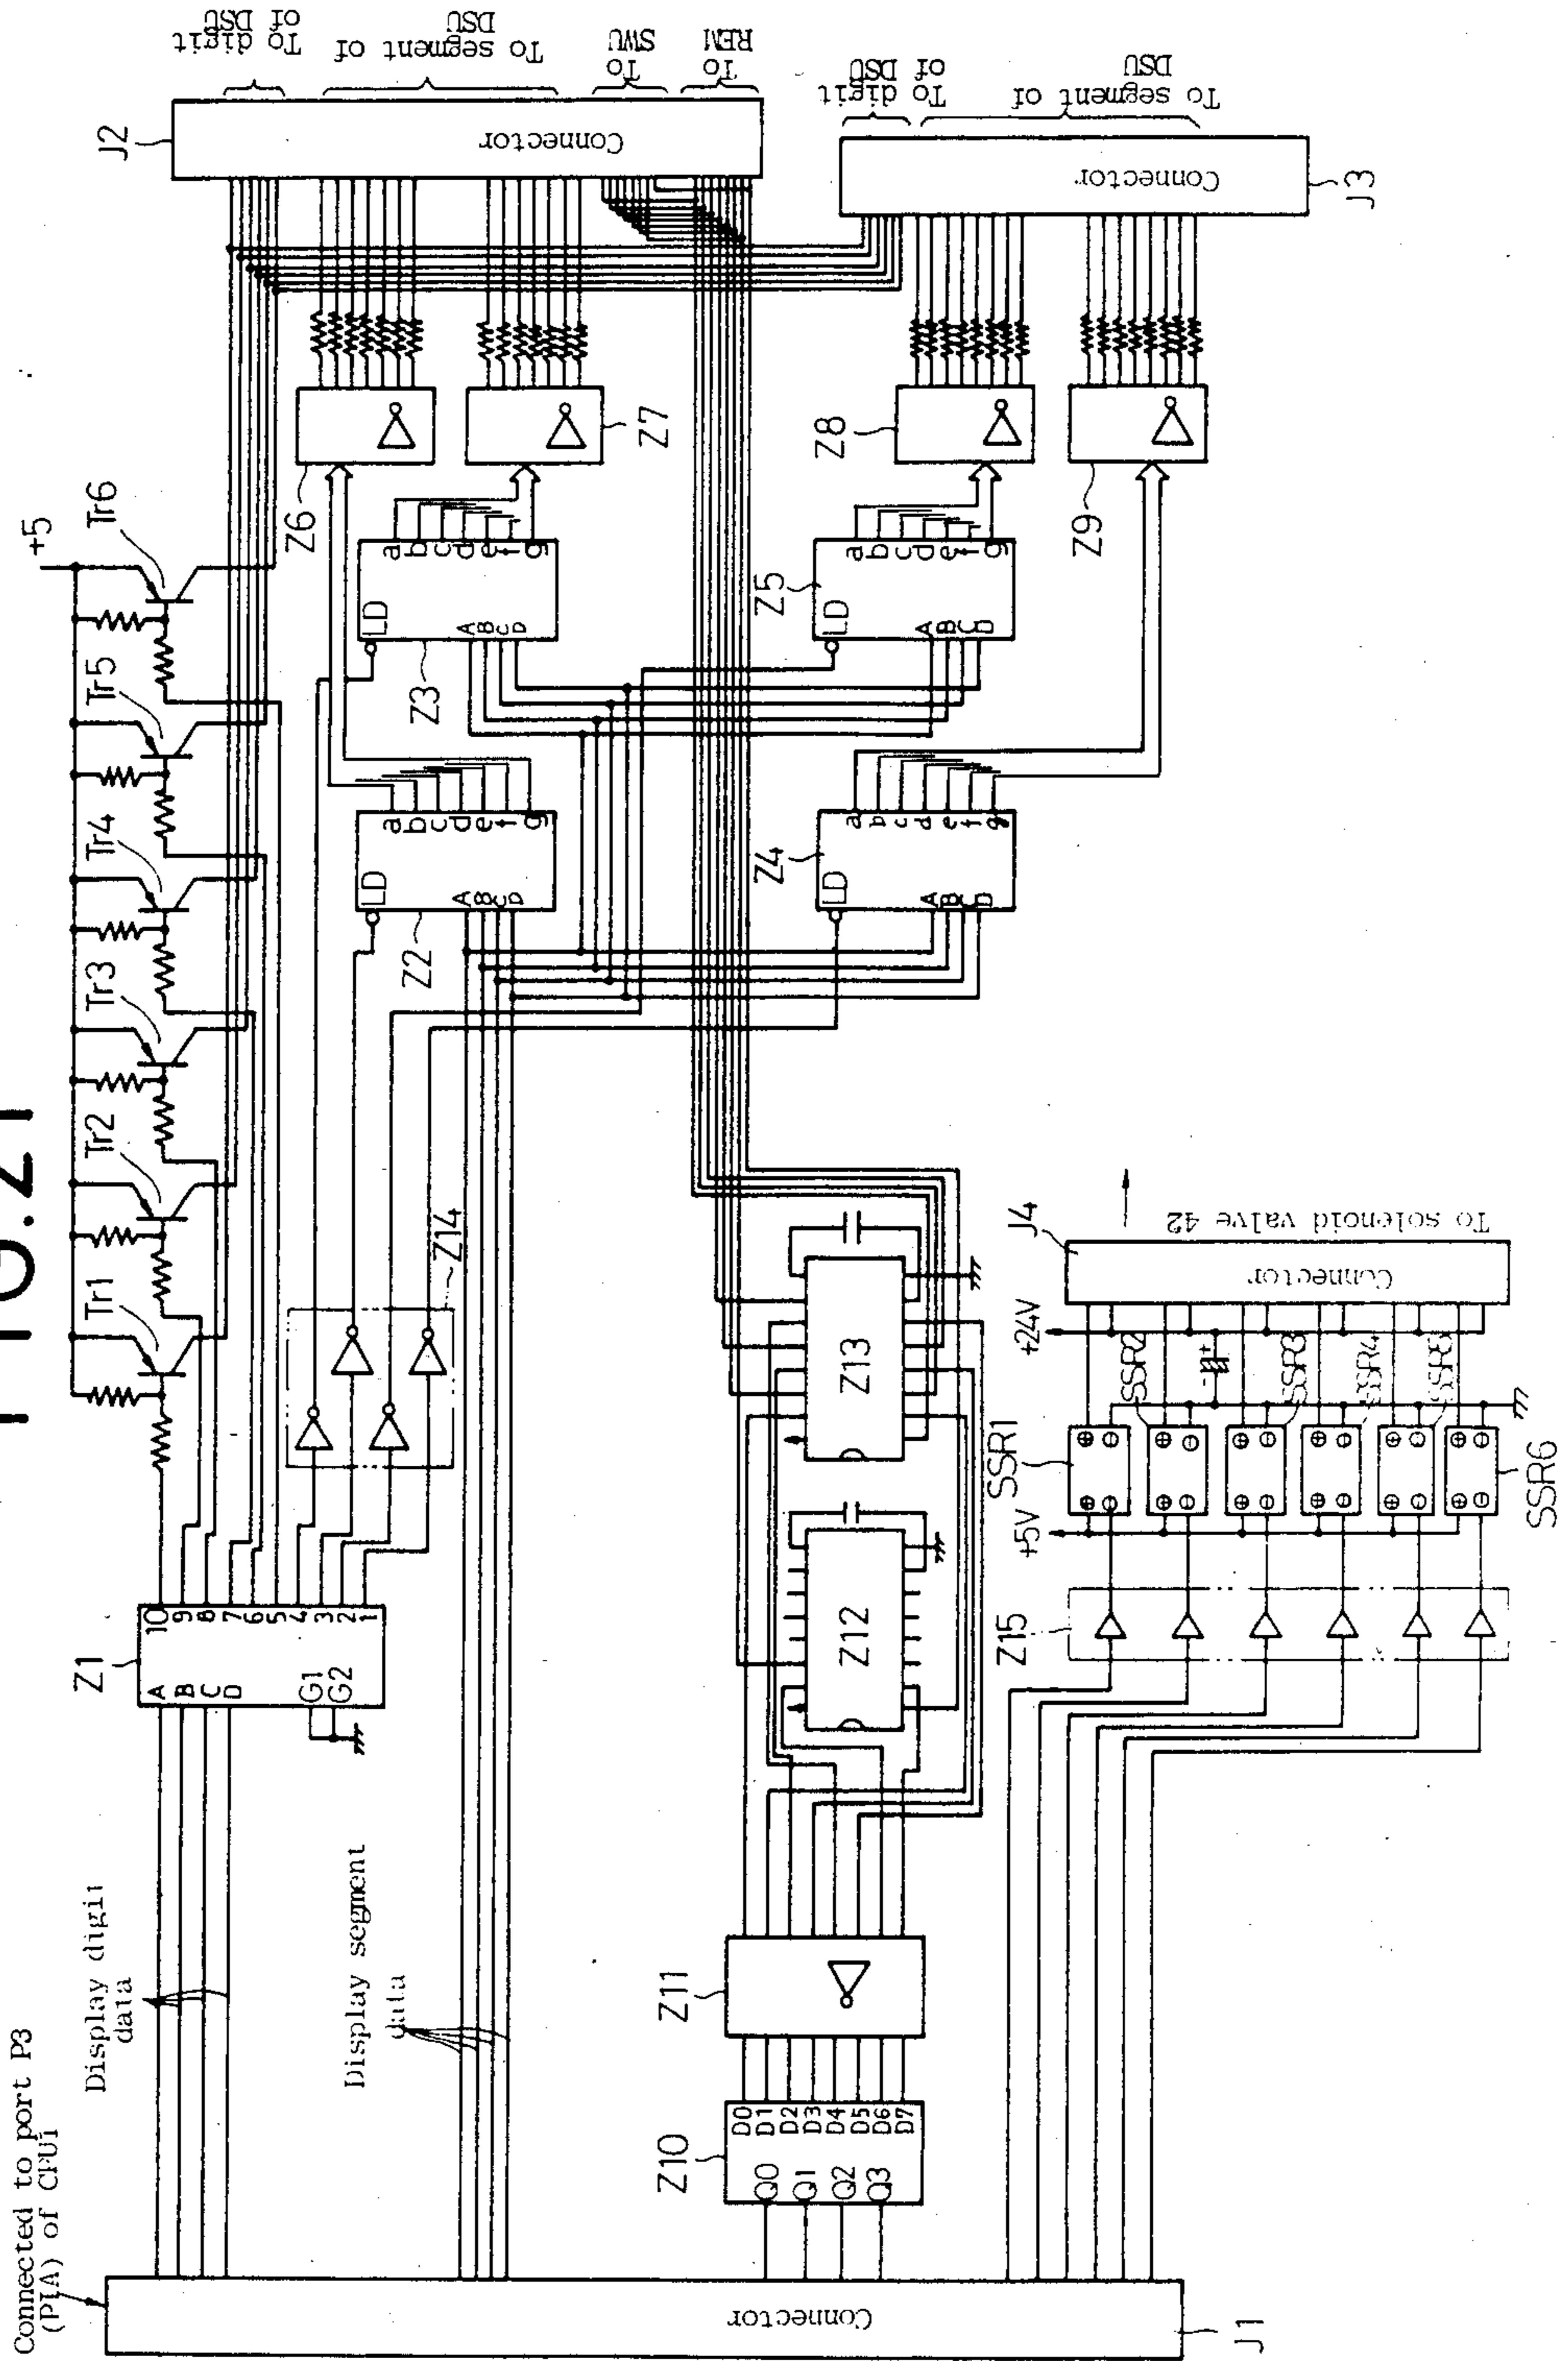 FIG. 21
Connected to port P3
(PIA) of CPU1
Display digit
data
Display segment
data
J1
Connector
Z1
A
B
C
D
G1
G2
10
9
8
7
6
5
4
3
2
1
+5
Tr1
Tr2
Tr3
Tr4
Tr5
Tr6
Z14
Z2
LD
A
B
C
D
a
b
c
d
e
f
g
Z3
LD
A
B
C
D
a
b
c
d
e
f
g
Z4
LD
A
B
C
D
a
b
c
d
e
f
g
Z5
LD
A
B
C
D
a
b
c
d
e
f
g
Z6
Z7
Z8
Z9
J2
Connector
To digit
of DSU
To segment of
DSU
To
SWU
To
REM
J3
Connector
To digit
of DSU
To segment of
DSU
Z10
Q0
Q1
Q2
Q3
D0
D1
D2
D3
D4
D5
D6
D7
Z11
Z12
Z13
Z15
+5V
+24V
SSR1
SSR2
SSR3
SSR4
SSR5
SSR6
J4
Connector
To solenoid valve 42